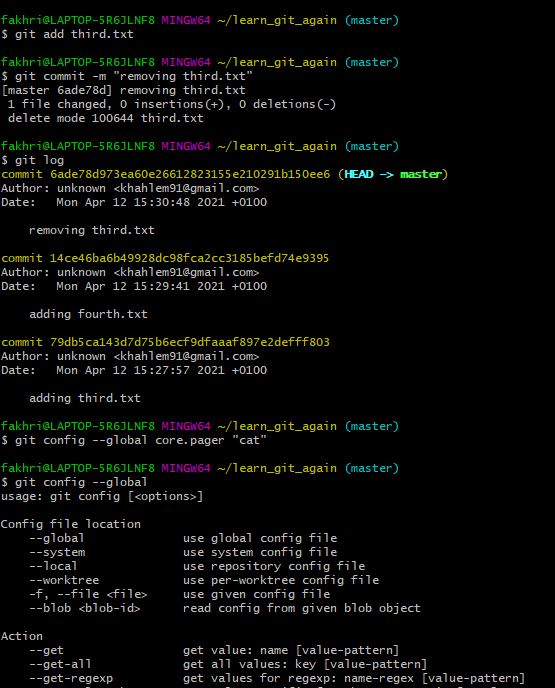 fakhri@LAPTOP-5R6JLNF8 MINGW64 ~/learn_git_again (master)
$ git add third.txt
fakhri@LAPTOP-5R6JLNF8 MINGW64 ~/learn_git_again (master)
$ git commit -m "removing third.txt"
[master 6ade78d] removing third.txt
 1 file changed, 0 insertions(+), 0 deletions(-)
 delete mode 100644 third.txt
fakhri@LAPTOP-5R6JLNF8 MINGW64 ~/learn_git_again (master)
$ git log
commit 6ade78d973ea60e26612823155e210291b150ee6 (HEAD -> master)
Author: unknown <khahlem91@gmail.com>
Date:   Mon Apr 12 15:30:48 2021 +0100
    removing third.txt
commit 14ce46ba6b49928dc98fca2cc3185befd74e9395
Author: unknown <khahlem91@gmail.com>
Date:   Mon Apr 12 15:29:41 2021 +0100
    adding fourth.txt
commit 79db5ca143d7d75b6ecf9dfaaaf897e2defff803
Author: unknown <khahlem91@gmail.com>
Date:   Mon Apr 12 15:27:57 2021 +0100
    adding third.txt
fakhri@LAPTOP-5R6JLNF8 MINGW64 ~/learn_git_again (master)
$ git config --global core.pager "cat"
fakhri@LAPTOP-5R6JLNF8 MINGW64 ~/learn_git_again (master)
$ git config --global
usage: git config [<options>]
Config file location
    --global              use global config file
    --system              use system config file
    --local               use repository config file
    --worktree            use per-worktree config file
    -f, --file <file>     use given config file
    --blob <blob-id>      read config from given blob object
Action
    --get                 get value: name [value-pattern]
    --get-all             get all values: key [value-pattern]
    --get-regexp          get values for regexp: name-regex [value-pattern]